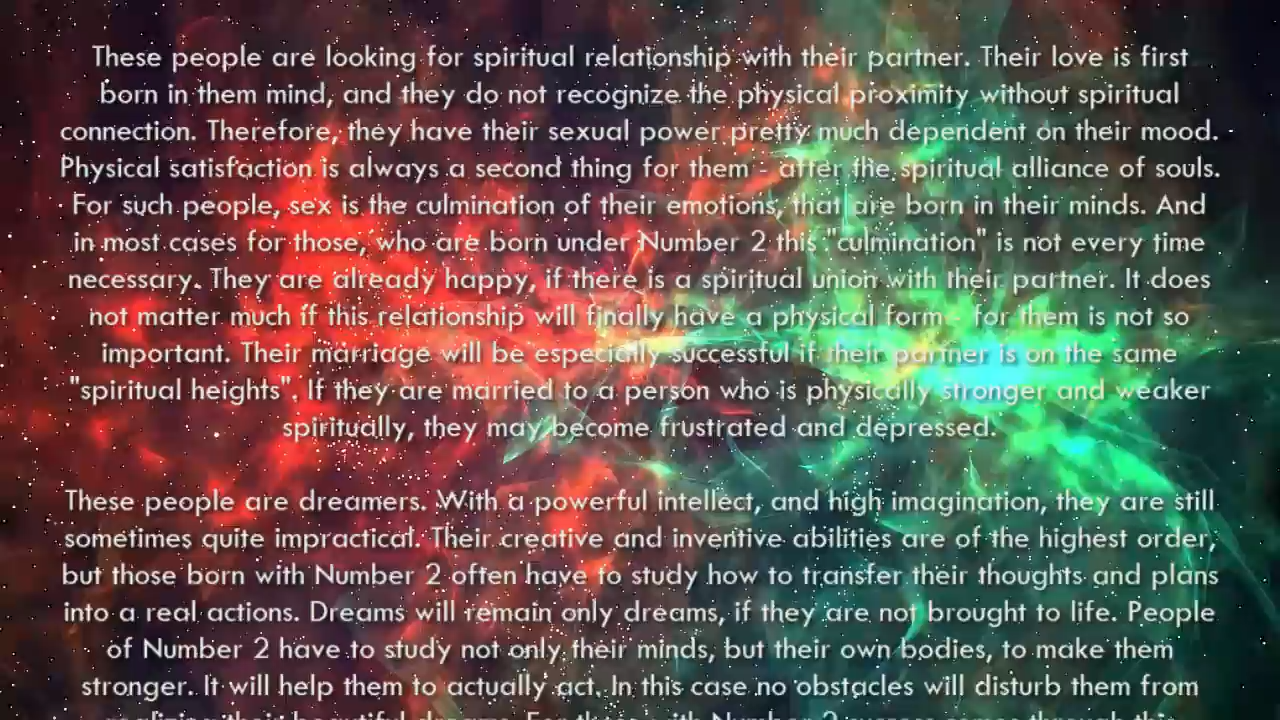 These people are looking for spiritual relationship with their partner. Their love is first
born in them mind, and they do not recognize the physical proximity without spiritual
connection. Therefore, they have their sexual power pretty much dependent on their mood.
Physical satisfaction is always a second thing for them - after the spiritual alliance of souls.
For such people, sex is the culmination of their emotions, that are born in their minds. And
in most cases for those, who are born under Number 2 this "culmination" is not every time
necessary. They are already happy, if there is a spiritual union with their partner. It does
not matter much if this relationship will finally have a physical form - for them is not so
important. Their marriage will be especially successful if their partner is on the same
"spiritual heights". If they are married to a person who is physically stronger and weaker
spiritually, they may become frustrated and depressed.
These people are dreamers. With a powerful intellect, and high imagination, they are still
sometimes quite impractical. Their creative and inventive abilities are of the highest order,
but those born with Number 2 often have to study how to transfer their thoughts and plans
into a real actions. Dreams will remain only dreams, if they are not brought to life. People
of Number 2 have to study not only their minds, but their own bodies, to make them
stronger. It will help them to actually act. In this case no obstacles will disturb them from
realizing their beautiful dreams. For those with Number 2 success comes through this